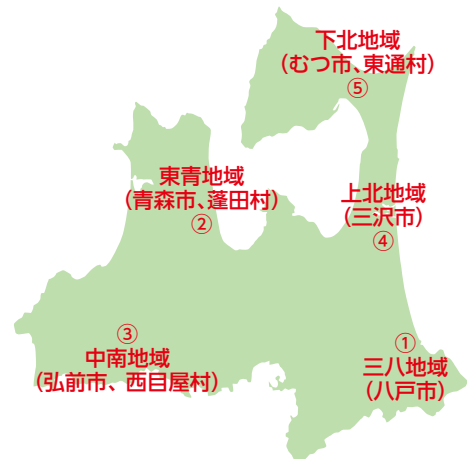 下北地域
（むつ市、東通村）
⑤
東青地域
（青森市、蓬田村）
②
上北地域
（三沢市）
④
③
中南地域
（弘前市、西目屋村）
①
三八地域
（八戸市）